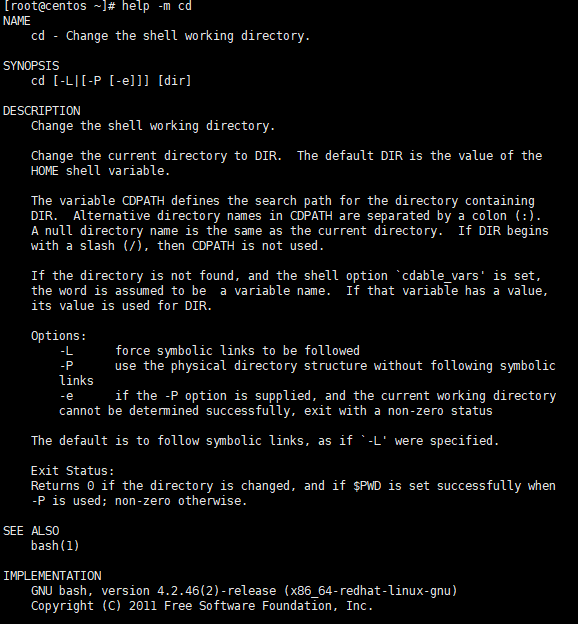 [root@centos ~]# help -m cd
NAME
    cd - Change the shell working directory.

SYNOPSIS
    cd [-L|[-P [-e]]] [dir]

DESCRIPTION
    Change the shell working directory.

    Change the current directory to DIR.  The default DIR is the value of the
    HOME shell variable.

    The variable CDPATH defines the search path for the directory containing
    DIR.  Alternative directory names in CDPATH are separated by a colon (:).
    A null directory name is the same as the current directory.  If DIR begins
    with a slash (/), then CDPATH is not used.

    If the directory is not found, and the shell option `cdable_vars' is set,
    the word is assumed to be  a variable name.  If that variable has a value,
    its value is used for DIR.

    Options:
        -L      force symbolic links to be followed
        -P      use the physical directory structure without following symbolic
        links
        -e      if the -P option is supplied, and the current working directory
        cannot be determined successfully, exit with a non-zero status

    The default is to follow symbolic links, as if `-L' were specified.

    Exit Status:
    Returns 0 if the directory is changed, and if $PWD is set successfully when
    -P is used; non-zero otherwise.

SEE ALSO
    bash(1)

IMPLEMENTATION
    GNU bash, version 4.2.46(2)-release (x86_64-redhat-linux-gnu)
    Copyright (C) 2011 Free Software Foundation, Inc.